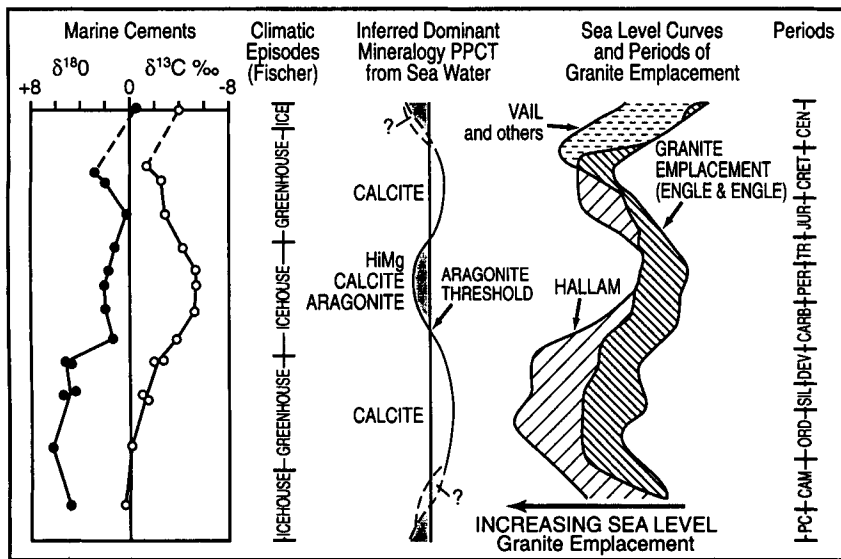 Marine Cements
δ¹⁸O δ¹³C ‰
+8 0 -8
Climatic
Episodes
(Fischer)
ICE
GREENHOUSE
ICEHOUSE
GREENHOUSE
ICEHOUSE
Inferred Dominant
Mineralogy PPCT
from Sea Water
?
CALCITE
HiMg
CALCITE
ARAGONITE
ARAGONITE
THRESHOLD
CALCITE
?
Sea Level Curves
and Periods of
Granite Emplacement
VAIL
and others
GRANITE
EMPLACEMENT
(ENGLE & ENGLE)
HALLAM
INCREASING SEA LEVEL
Granite Emplacement
Periods
CEN
CRET
JUR
TR
PER
CARB
DEV
SIL
ORD
CAM
PC